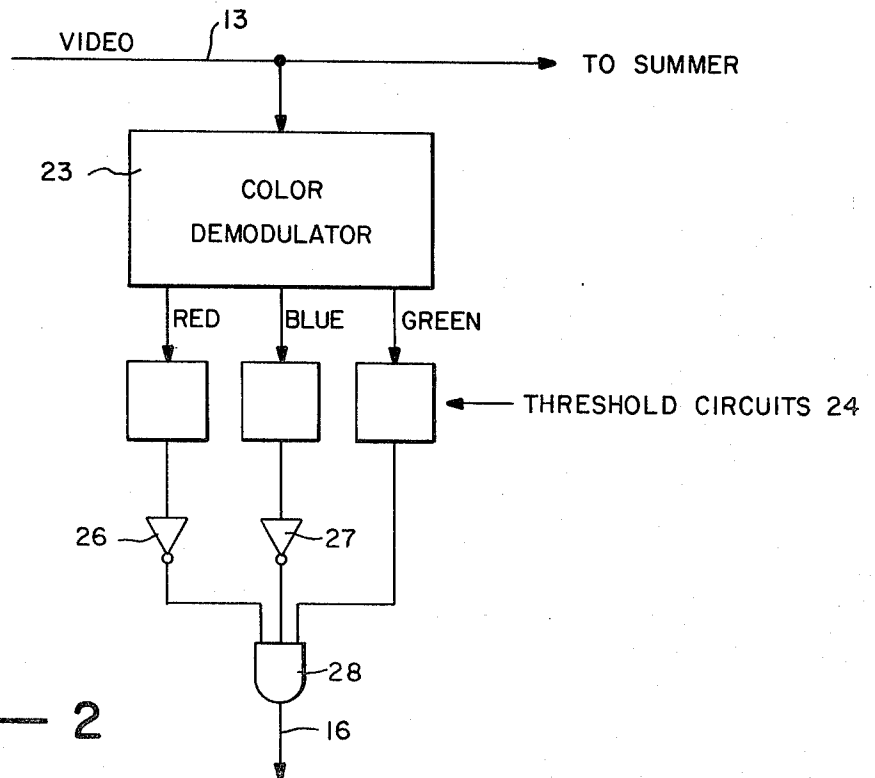 13
VIDEO
TO SUMMER
23
COLOR
DEMODULATOR
RED
BLUE
GREEN
THRESHOLD CIRCUITS 24
26
27
28
16
— 2